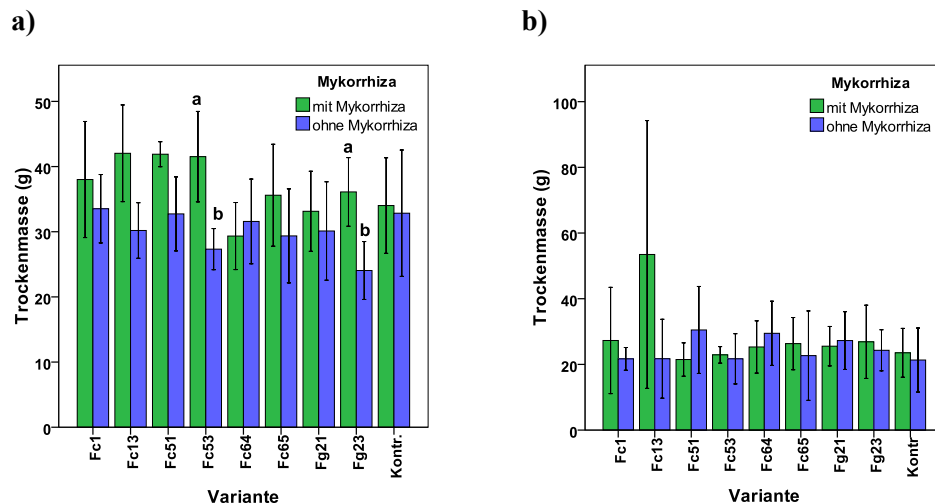 a)
Mykorrhiza
mit Mykorrhiza
ohne Mykorrhiza
50
40
30
20
10
0
Trockenmasse (g)
a
b
a
b
Fc1
Fc13
Fc51
Fc53
Fc64
Fc65
Fg21
Fg23
Kontr.
Variante
b)
Mykorrhiza
mit Mykorrhiza
ohne Mykorrhiza
100
80
60
40
20
0
Trockenmasse (g)
Fc1
Fc13
Fc51
Fc53
Fc64
Fc65
Fg21
Fg23
Kontr
Variante